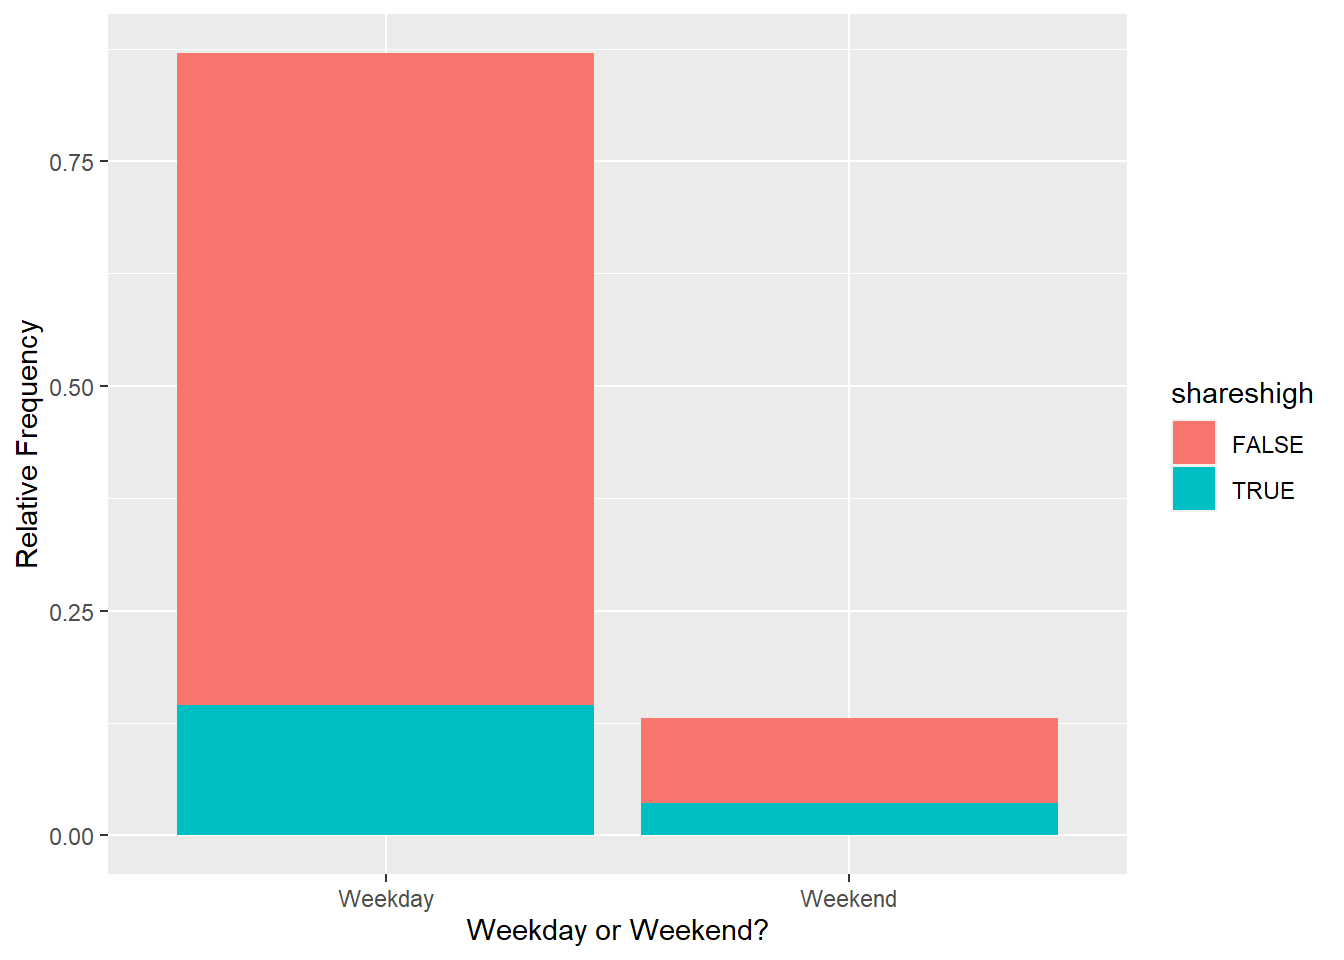 Relative Frequency
0.75
0.50
0.25
0.00
Weekday
Weekend
Weekday or Weekend?
shareshigh
FALSE
TRUE